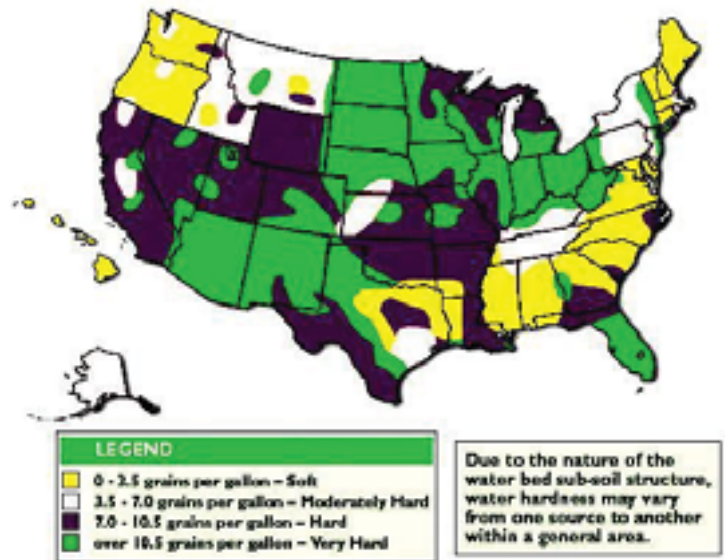 LEGEND
0 - 3.5 grains per gallon – Soft
3.5 - 7.0 grains per gallon – Moderately Hard
7.0 - 10.5 grains per gallon – Hard
over 10.5 grains per gallon – Very Hard
Due to the nature of the
water bed sub-soil structure,
water hardness may vary
from one source to another
within a general area.